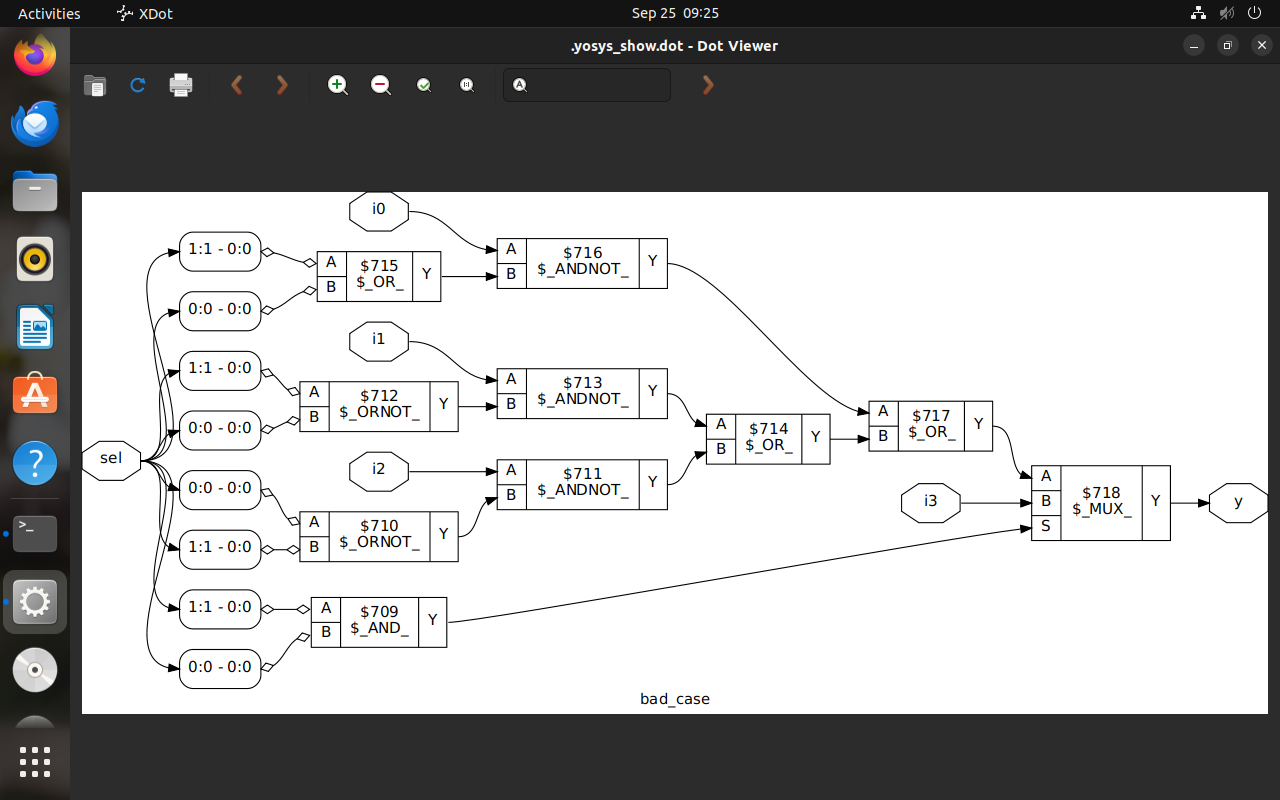 Activities
XDot
Sep 25 09:25
.yosys_show.dot - Dot Viewer
i0
1:1 - 0:0
A
$716
Y
B
$_ANDNOT_
A
$715
Y
B
$_OR_
0:0 - 0:0
i1
1:1 - 0:0
A
$713
Y
B
$_ANDNOT_
A
$712
Y
B
$_ORNOT_
0:0 - 0:0
A
$717
Y
B
$_OR_
A
$714
Y
B
$_OR_
sel
i2
A
$711
Y
B
$_ANDNOT_
0:0 - 0:0
i3
A
$718
Y
B
$_MUX_
S
y
A
$710
Y
B
$_ORNOT_
1:1 - 0:0
1:1 - 0:0
A
$709
Y
B
$_AND_
0:0 - 0:0
bad_case